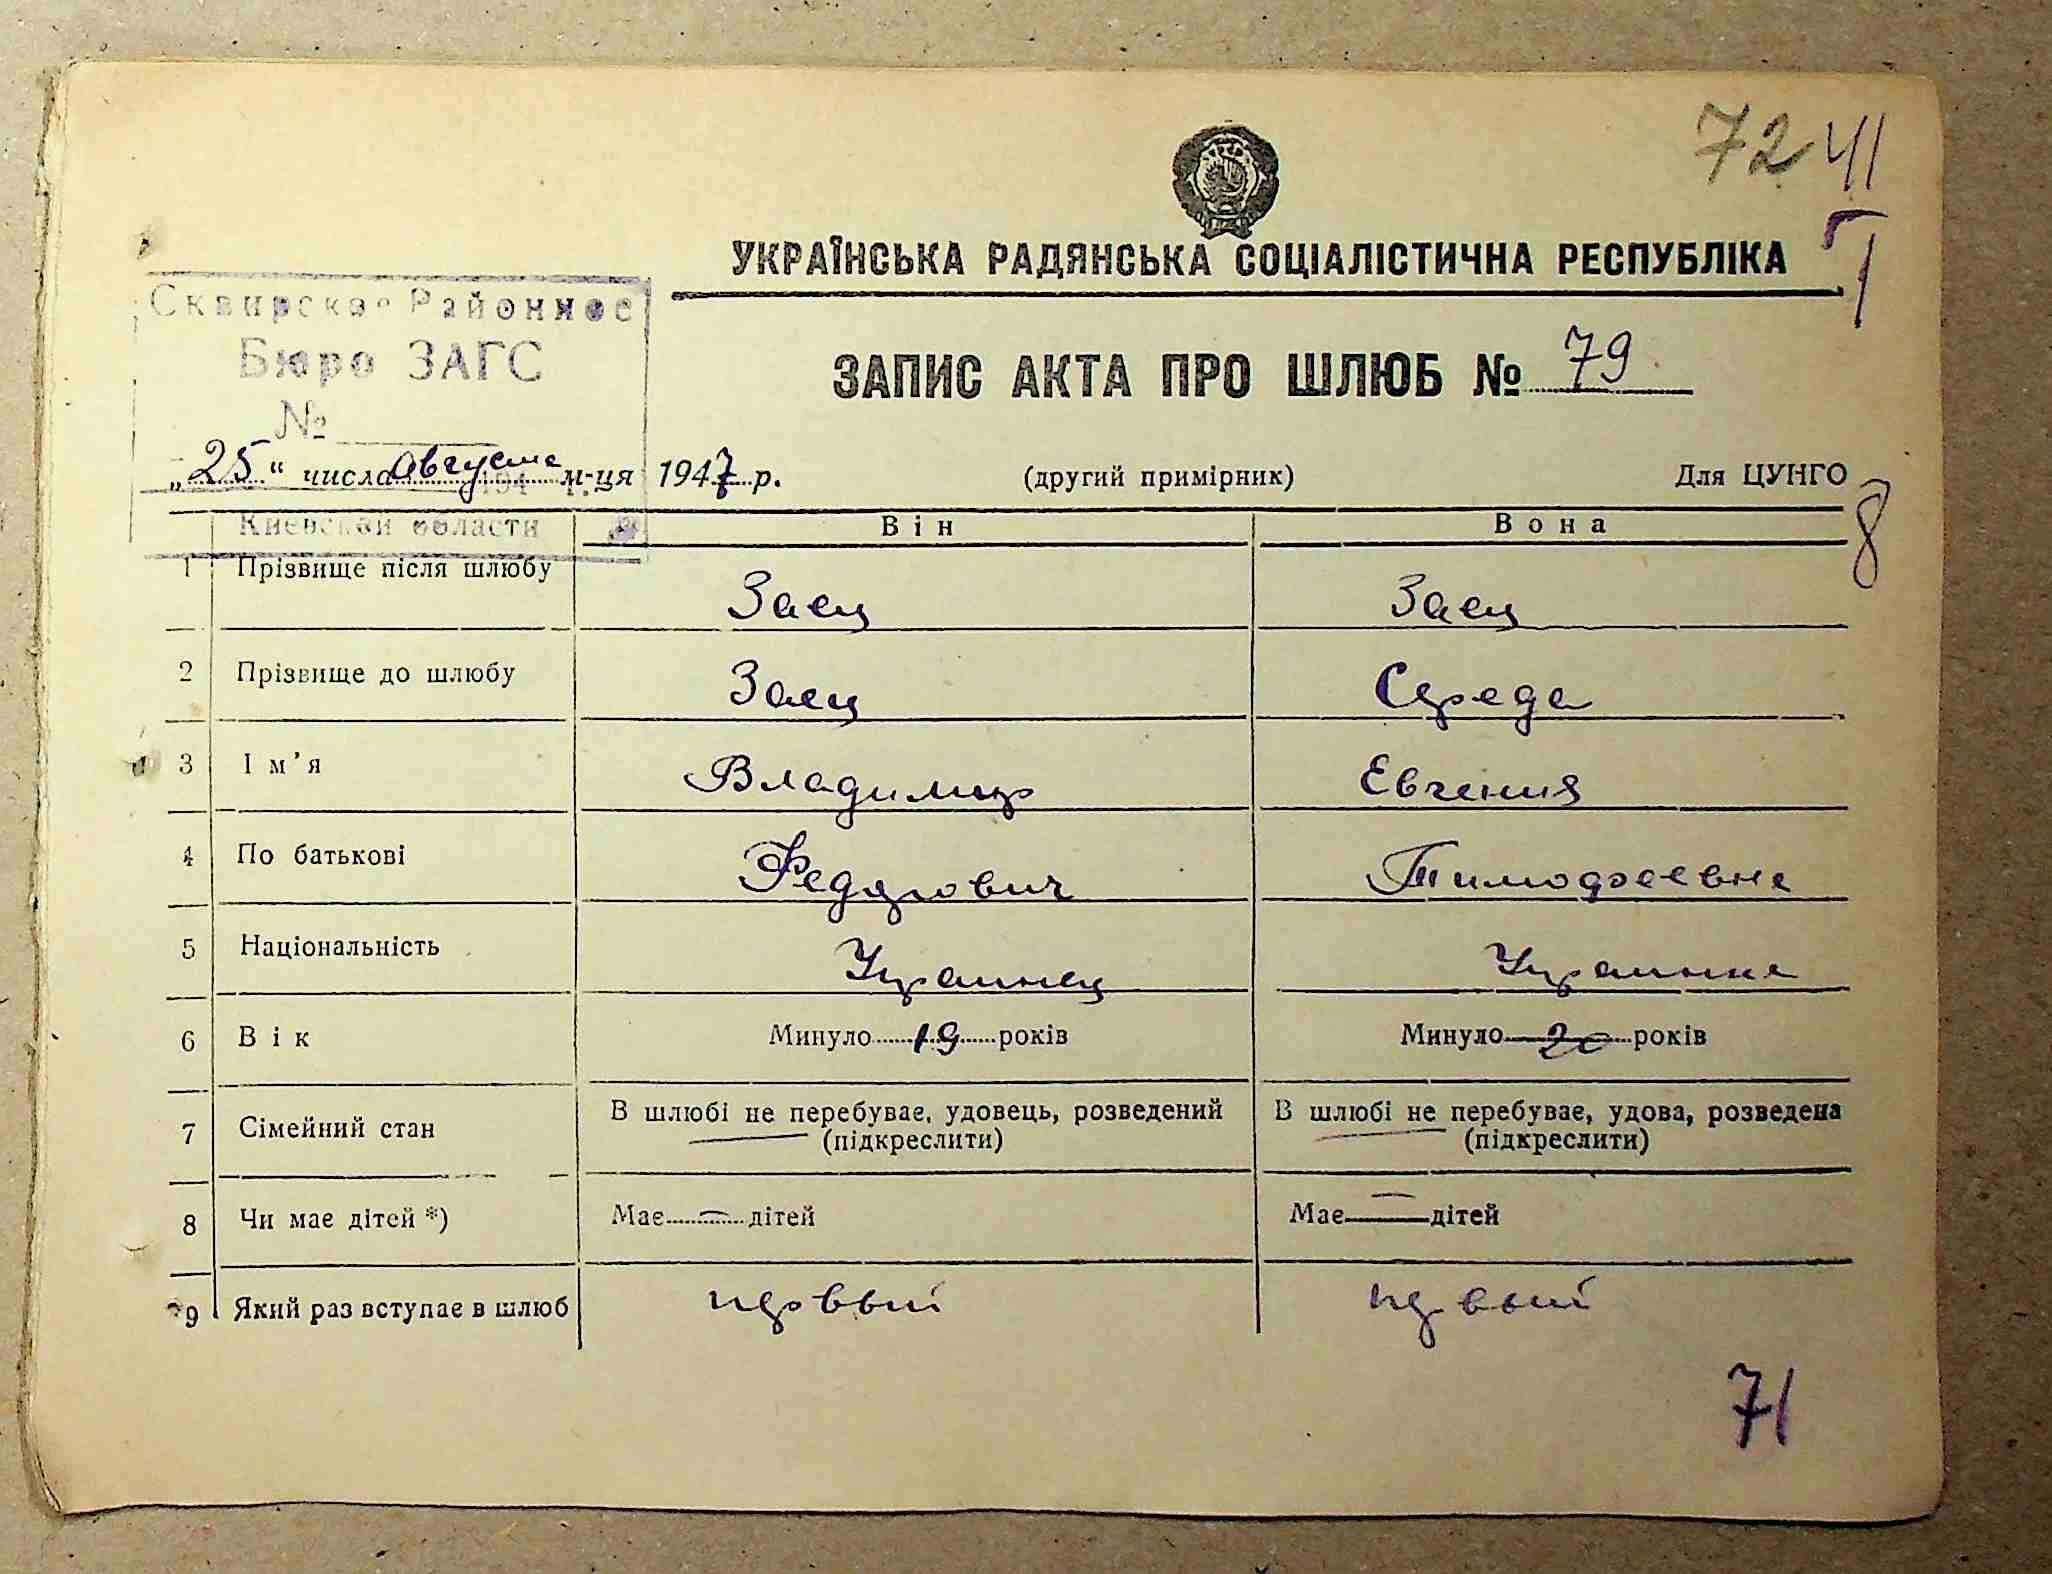 72 41
УКРАЇНСЬКА РАДЯНСЬКА СОЦІАЛІСТИЧНА РЕСПУБЛІКА
Сквирское Районное
Бюро ЗАГС
№
ЗАПИС АКТА ПРО ШЛЮБ № 79
„25“ числа Августа м-ця 1947 р. (другий примірник) Для ЦУНГО
8
Киевской области
Він Вона
1 Прізвище після шлюбу Заец Заец
2 Прізвище до шлюбу Заец Середа
3 Ім'я Владимир Евгения
4 По батькові Федорович Тимофеевна
5 Національність Украинец Украинка
6 Вік Минуло 19 років Минуло 20 років
7 Сімейний стан В шлюбі не перебуває, удовець, розведений (підкреслити) В шлюбі не перебуває, удова, розведена (підкреслити)
8 Чи має дітей *) Має — дітей Має — дітей
9 Який раз вступає в шлюб первый первый
71